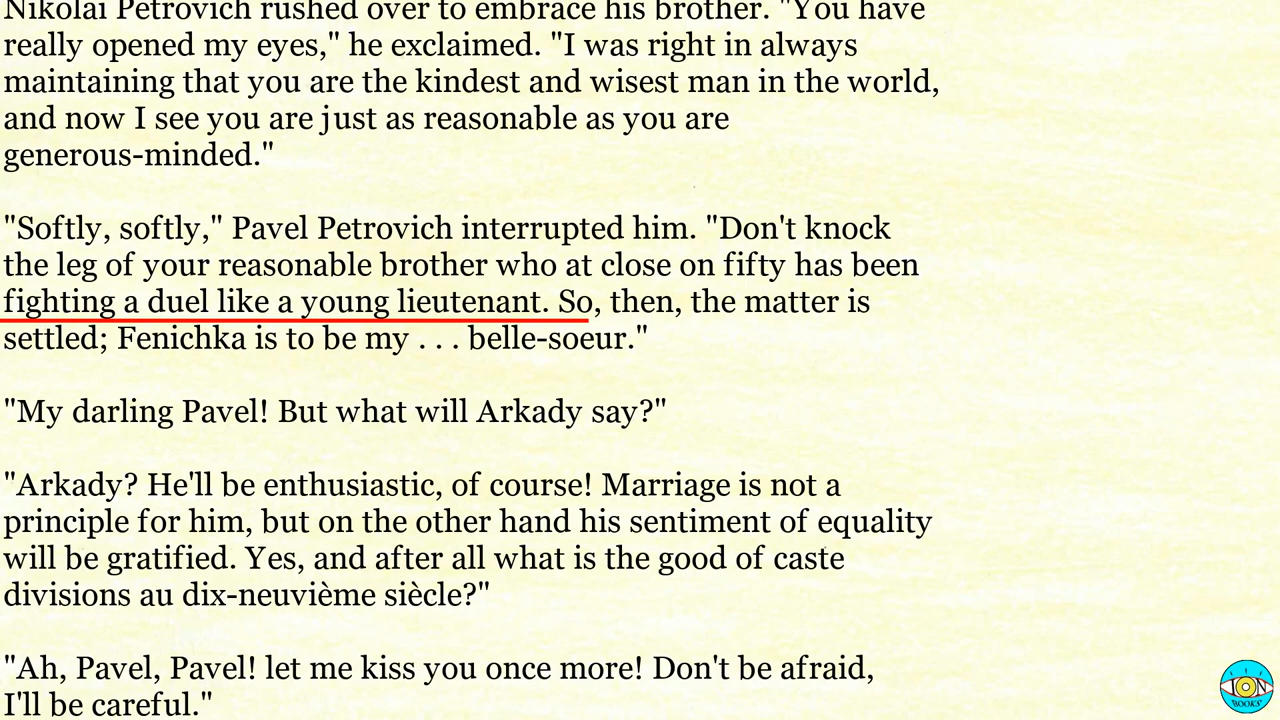 Nikolai Petrovich rushed over to embrace his brother. "You have
really opened my eyes," he exclaimed. "I was right in always
maintaining that you are the kindest and wisest man in the world,
and now I see you are just as reasonable as you are
generous-minded."
"Softly, softly," Pavel Petrovich interrupted him. "Don't knock
the leg of your reasonable brother who at close on fifty has been
fighting a duel like a young lieutenant. So, then, the matter is
settled; Fenichka is to be my . . . belle-soeur."
"My darling Pavel! But what will Arkady say?"
"Arkady? He'll be enthusiastic, of course! Marriage is not a
principle for him, but on the other hand his sentiment of equality
will be gratified. Yes, and after all what is the good of caste
divisions au dix-neuvième siècle?"
"Ah, Pavel, Pavel! let me kiss you once more! Don't be afraid,
I'll be careful."
ION
BOOKS